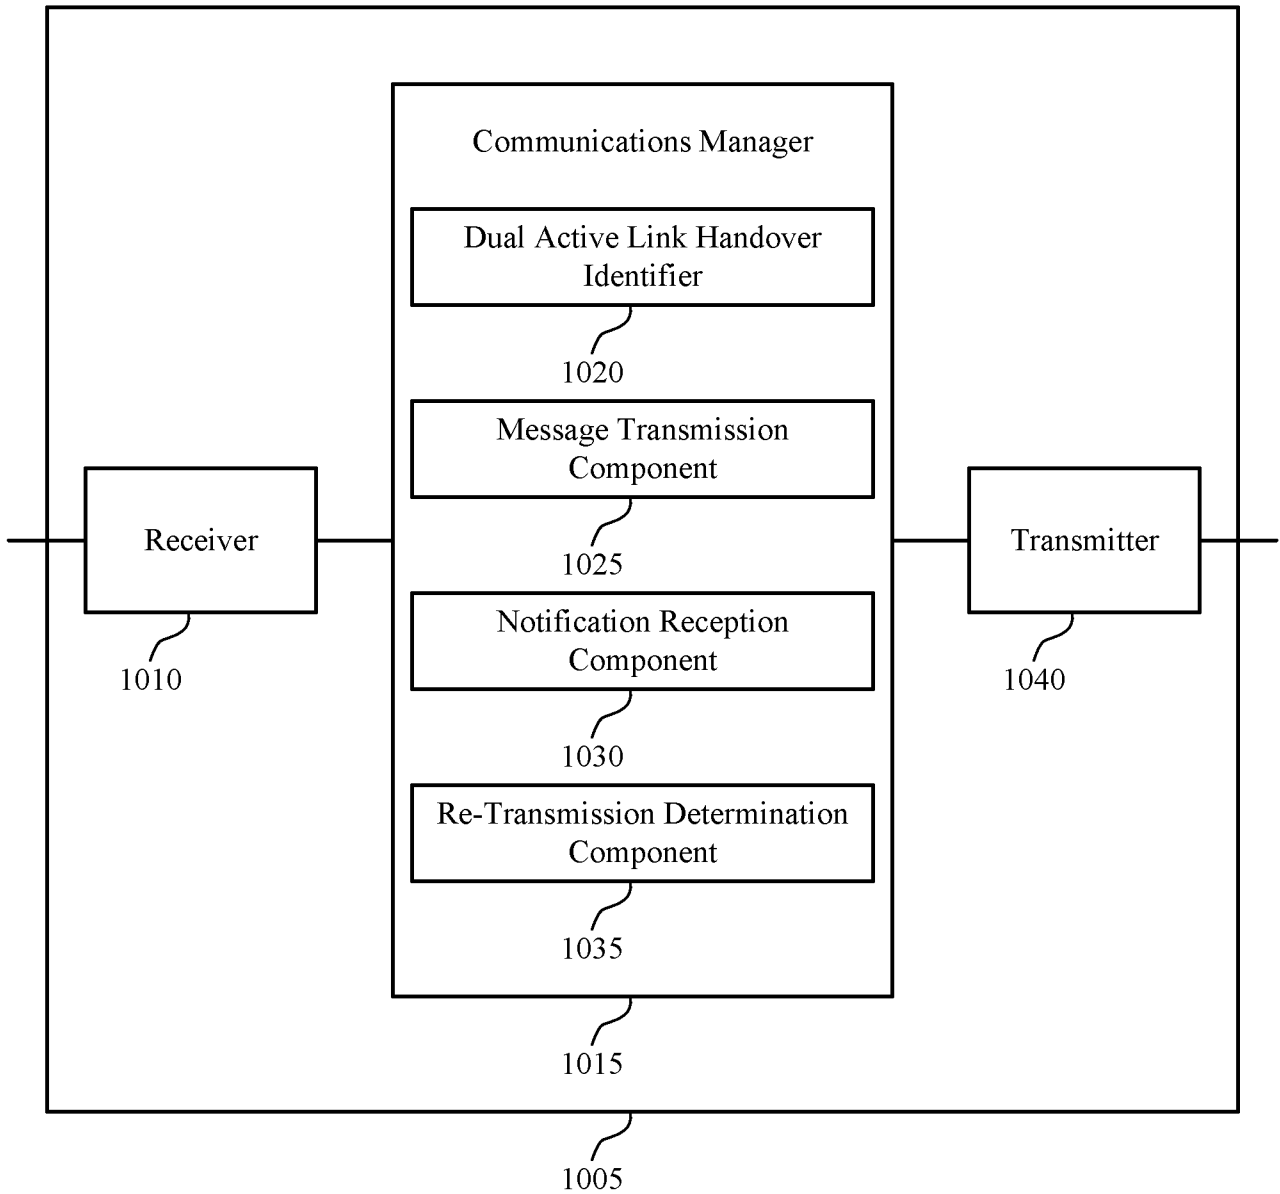 Communications Manager
Dual Active Link Handover
Identifier
1020
Message Transmission
Component
1025
Receiver
1010
Transmitter
1040
Notification Reception
Component
1030
Re-Transmission Determination
Component
1035
1015
1005